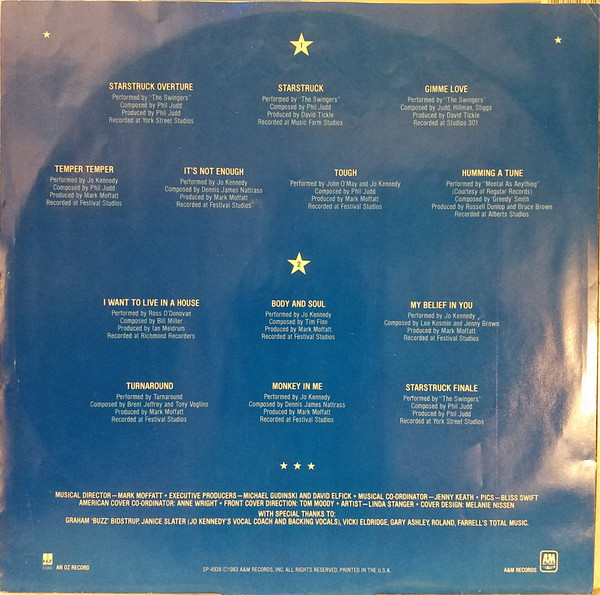 1
STARSTRUCK OVERTURE
Performed by "The Swingers"
Composed by Phil Judd
Produced by Phil Judd
Recorded at York Street Studios
STARSTRUCK
Performed by "The Swingers"
Composed by Phil Judd
Produced by David Tickle
Recorded at Music Farm Studios
GIMME LOVE
Performed by "The Swingers"
Composed by Judd, Hillman, Stiggs
Produced by David Tickle
Recorded at Studios 301
TEMPER TEMPER
Performed by Jo Kennedy
Composed by Phil Judd
Produced by Mark Moffatt
Recorded at Festival Studios
IT'S NOT ENOUGH
Performed by Jo Kennedy
Composed by Dennis James Nattrass
Produced by Mark Moffatt
Recorded at Festival Studios
TOUGH
Performed by John O'May and Jo Kennedy
Composed by Phil Judd
Produced by Mark Moffatt
Recorded at Festival Studios
HUMMING A TUNE
Performed by "Mental As Anything"
(Courtesy of Regular Records)
Composed by 'Greedy' Smith
Produced by Russell Dunlop and Bruce Brown
Recorded at Alberts Studios
2
I WANT TO LIVE IN A HOUSE
Performed by Ross O'Donovan
Composed by Bill Miller
Produced by Ian Meidrum
Recorded at Richmond Recorders
BODY AND SOUL
Performed by Jo Kennedy
Composed by Tim Finn
Produced by Mark Moffatt
Recorded at Festival Studios
MY BELIEF IN YOU
Performed by Jo Kennedy
Composed by Lee Kosmin and Jenny Brown
Produced by Mark Moffatt
Recorded at Festival Studios
TURNAROUND
Performed by Turnaround
Composed by Brent Jeffrey and Tony Voglino
Produced by Mark Moffatt
Recorded at Festival Studios
MONKEY IN ME
Performed by Jo Kennedy
Composed by Dennis James Nattrass
Produced by Mark Moffatt
Recorded at Festival Studios
STARSTRUCK FINALE
Performed by "The Swingers"
Composed by Phil Judd
Produced by Phil Judd
Recorded at York Street Studios
MUSICAL DIRECTOR—MARK MOFFATT • EXECUTIVE PRODUCERS—MICHAEL GUDINSKI AND DAVID ELFICK • MUSICAL CO-ORDINATOR—JENNY KEATH • PICS—BLISS SWIFT
AMERICAN COVER CO-ORDINATOR: ANNE WRIGHT • FRONT COVER DIRECTION: TOM MOODY • ARTIST—LINDA STANGER • COVER DESIGN: MELANIE NISSEN
WITH SPECIAL THANKS TO:
GRAHAM 'BUZZ' BIDSTRUP, JANICE SLATER (JO KENNEDY'S VOCAL COACH AND BACKING VOCALS), VICKI ELDRIDGE, GARY ASHLEY, ROLAND, FARRELL'S TOTAL MUSIC.
AN OZ RECORD
SP-4938 ©1983 A&M RECORDS, INC. ALL RIGHTS RESERVED. PRINTED IN THE U.S.A.
A&M RECORDS
A&M